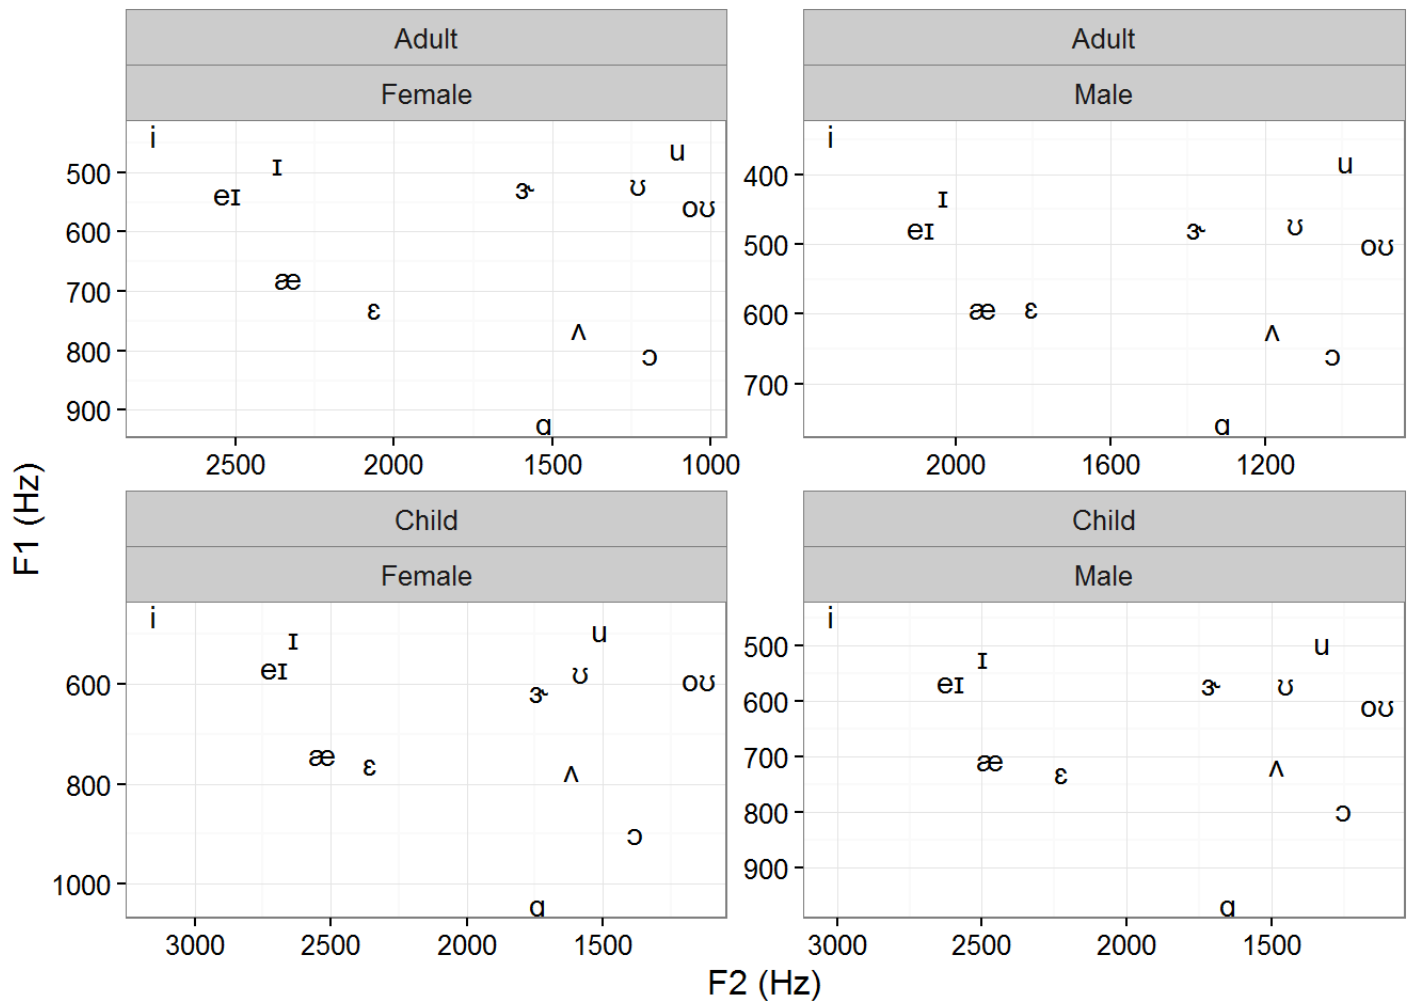 Adult
Female
i
ɪ
eɪ
u
ɝ
ʊ
oʊ
æ
ɛ
ʌ
ɔ
ɑ
500
600
700
800
900
2500
2000
1500
1000
Adult
Male
i
u
ɪ
eɪ
ɝ
ʊ
oʊ
æ
ɛ
ʌ
ɔ
ɑ
400
500
600
700
2000
1600
1200
Child
Female
i
u
ɪ
eɪ
ʊ
ɝ
oʊ
æ
ɛ
ʌ
ɔ
ɑ
600
800
1000
3000
2500
2000
1500
Child
Male
i
u
ɪ
eɪ
ɝ
ʊ
oʊ
æ
ɛ
ʌ
ɔ
ɑ
500
600
700
800
900
3000
2500
2000
1500
F1 (Hz)
F2 (Hz)